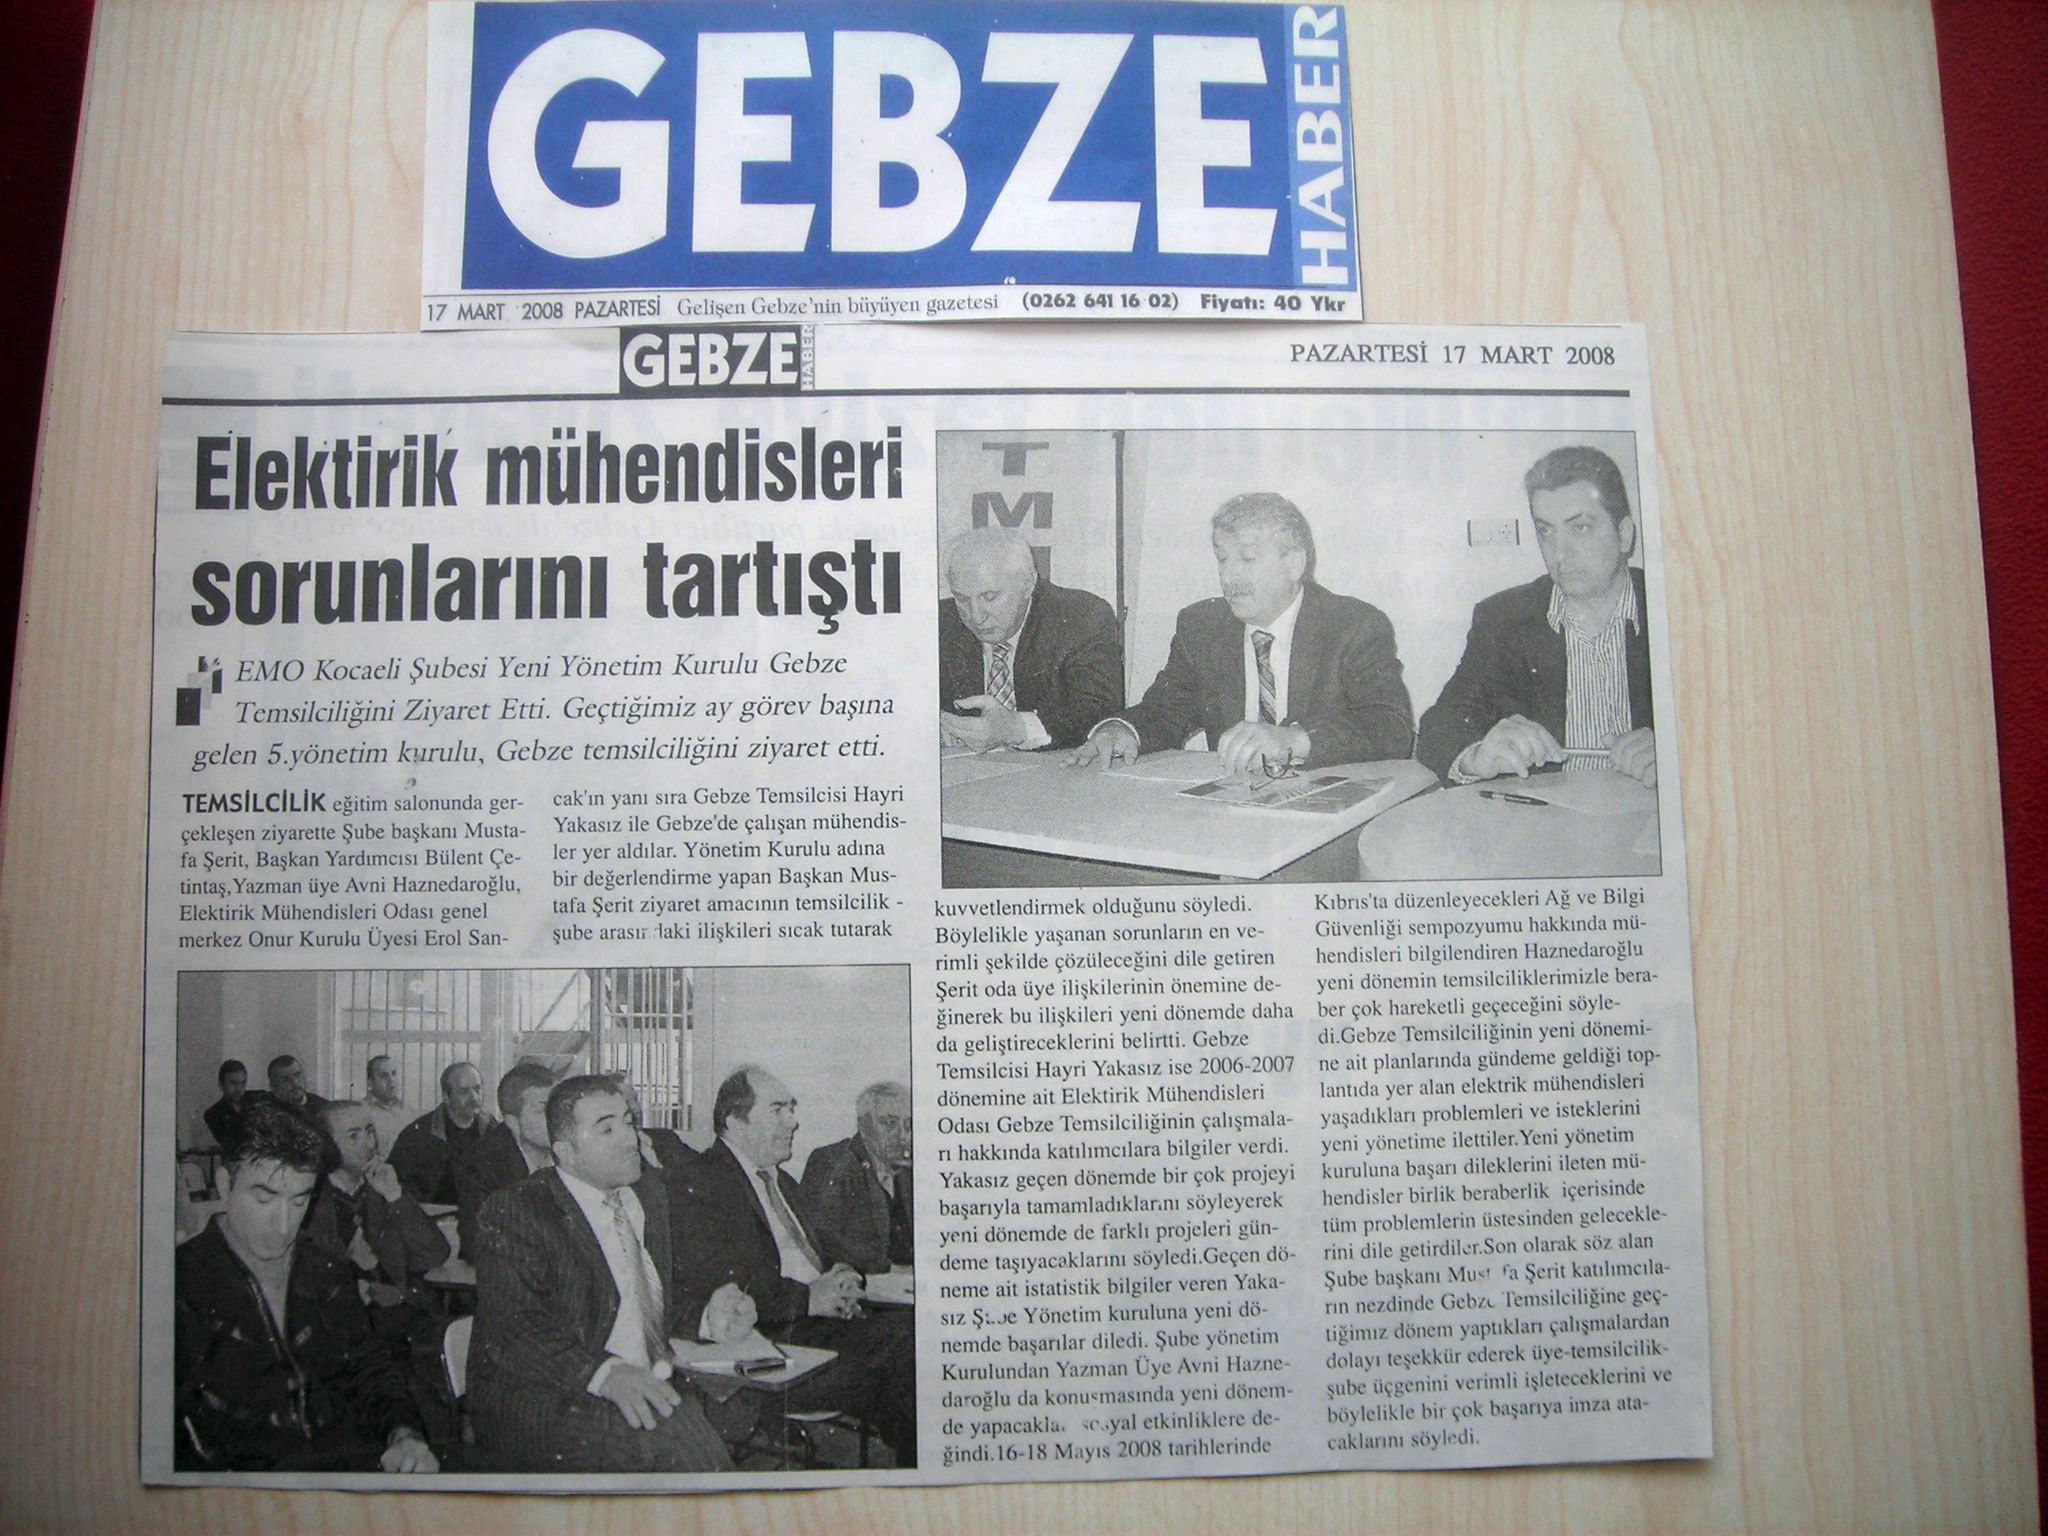 GEBZE
HABER
17 MART 2008 PAZARTESİ Gelişen Gebze'nin büyüyen gazetesi (0262 641 16 02) Fiyatı: 40 Ykr
GEBZE HABER
PAZARTESİ 17 MART 2008
Elektirik mühendisleri
sorunlarını tartıştı
EMO Kocaeli Şubesi Yeni Yönetim Kurulu Gebze
Temsilciliğini Ziyaret Etti. Geçtiğimiz ay görev başına
gelen 5.yönetim kurulu, Gebze temsilciliğini ziyaret etti.
TEMSİLCİLİK eğitim salonunda ger-
çekleşen ziyarette Şube başkanı Musta-
fa Şerit, Başkan Yardımcısı Bülent Çe-
tintaş,Yazman üye Avni Haznedaroğlu,
Elektirik Mühendisleri Odası genel
merkez Onur Kurulu Üyesi Erol San-
cak'ın yanı sıra Gebze Temsilcisi Hayri
Yakasız ile Gebze'de çalışan mühendis-
ler yer aldılar. Yönetim Kurulu adına
bir değerlendirme yapan Başkan Mus-
tafa Şerit ziyaret amacının temsilcilik -
şube arasındaki ilişkileri sıcak tutarak
T
M
kuvvetlendirmek olduğunu söyledi.
Böylelikle yaşanan sorunların en ve-
rimli şekilde çözüleceğini dile getiren
Şerit oda üye ilişkilerinin önemine de-
ğinerek bu ilişkileri yeni dönemde daha
da geliştireceklerini belirtti. Gebze
Temsilcisi Hayri Yakasız ise 2006-2007
dönemine ait Elektirik Mühendisleri
Odası Gebze Temsilciliğinin çalışmala-
rı hakkında katılımcılara bilgiler verdi.
Yakasız geçen dönemde bir çok projeyi
başarıyla tamamladıklarını söyleyerek
yeni dönemde de farklı projeleri gün-
deme taşıyacaklarını söyledi.Geçen dö-
neme ait istatistik bilgiler veren Yaka-
sız Şube Yönetim kuruluna yeni dö-
nemde başarılar diledi. Şube yönetim
Kurulundan Yazman Üye Avni Hazne-
daroğlu da konuşmasında yeni dönem-
de yapacakları sosyal etkinliklere de-
ğindi.16-18 Mayıs 2008 tarihlerinde
Kıbrıs'ta düzenleyecekleri Ağ ve Bilgi
Güvenliği sempozyumu hakkında mü-
hendisleri bilgilendiren Haznedaroğlu
yeni dönemin temsilciliklerimizle bera-
ber çok hareketli geçeceğini söyle-
di.Gebze Temsilciliğinin yeni dönemi-
ne ait planlarında gündeme geldiği top-
lantıda yer alan elektrik mühendisleri
yaşadıkları problemleri ve isteklerini
yeni yönetime ilettiler.Yeni yönetim
kuruluna başarı dileklerini ileten mü-
hendisler birlik beraberlik içerisinde
tüm problemlerin üstesinden gelecekle-
rini dile getirdiler.Son olarak söz alan
Şube başkanı Mustafa Şerit katılımcıla-
rın nezdinde Gebze Temsilciliğine geç-
tiğimiz dönem yaptıkları çalışmalardan
dolayı teşekkür ederek üye-temsilcilik-
şube üçgenini verimli işleteceklerini ve
böylelikle bir çok başarıya imza ata-
caklarını söyledi.